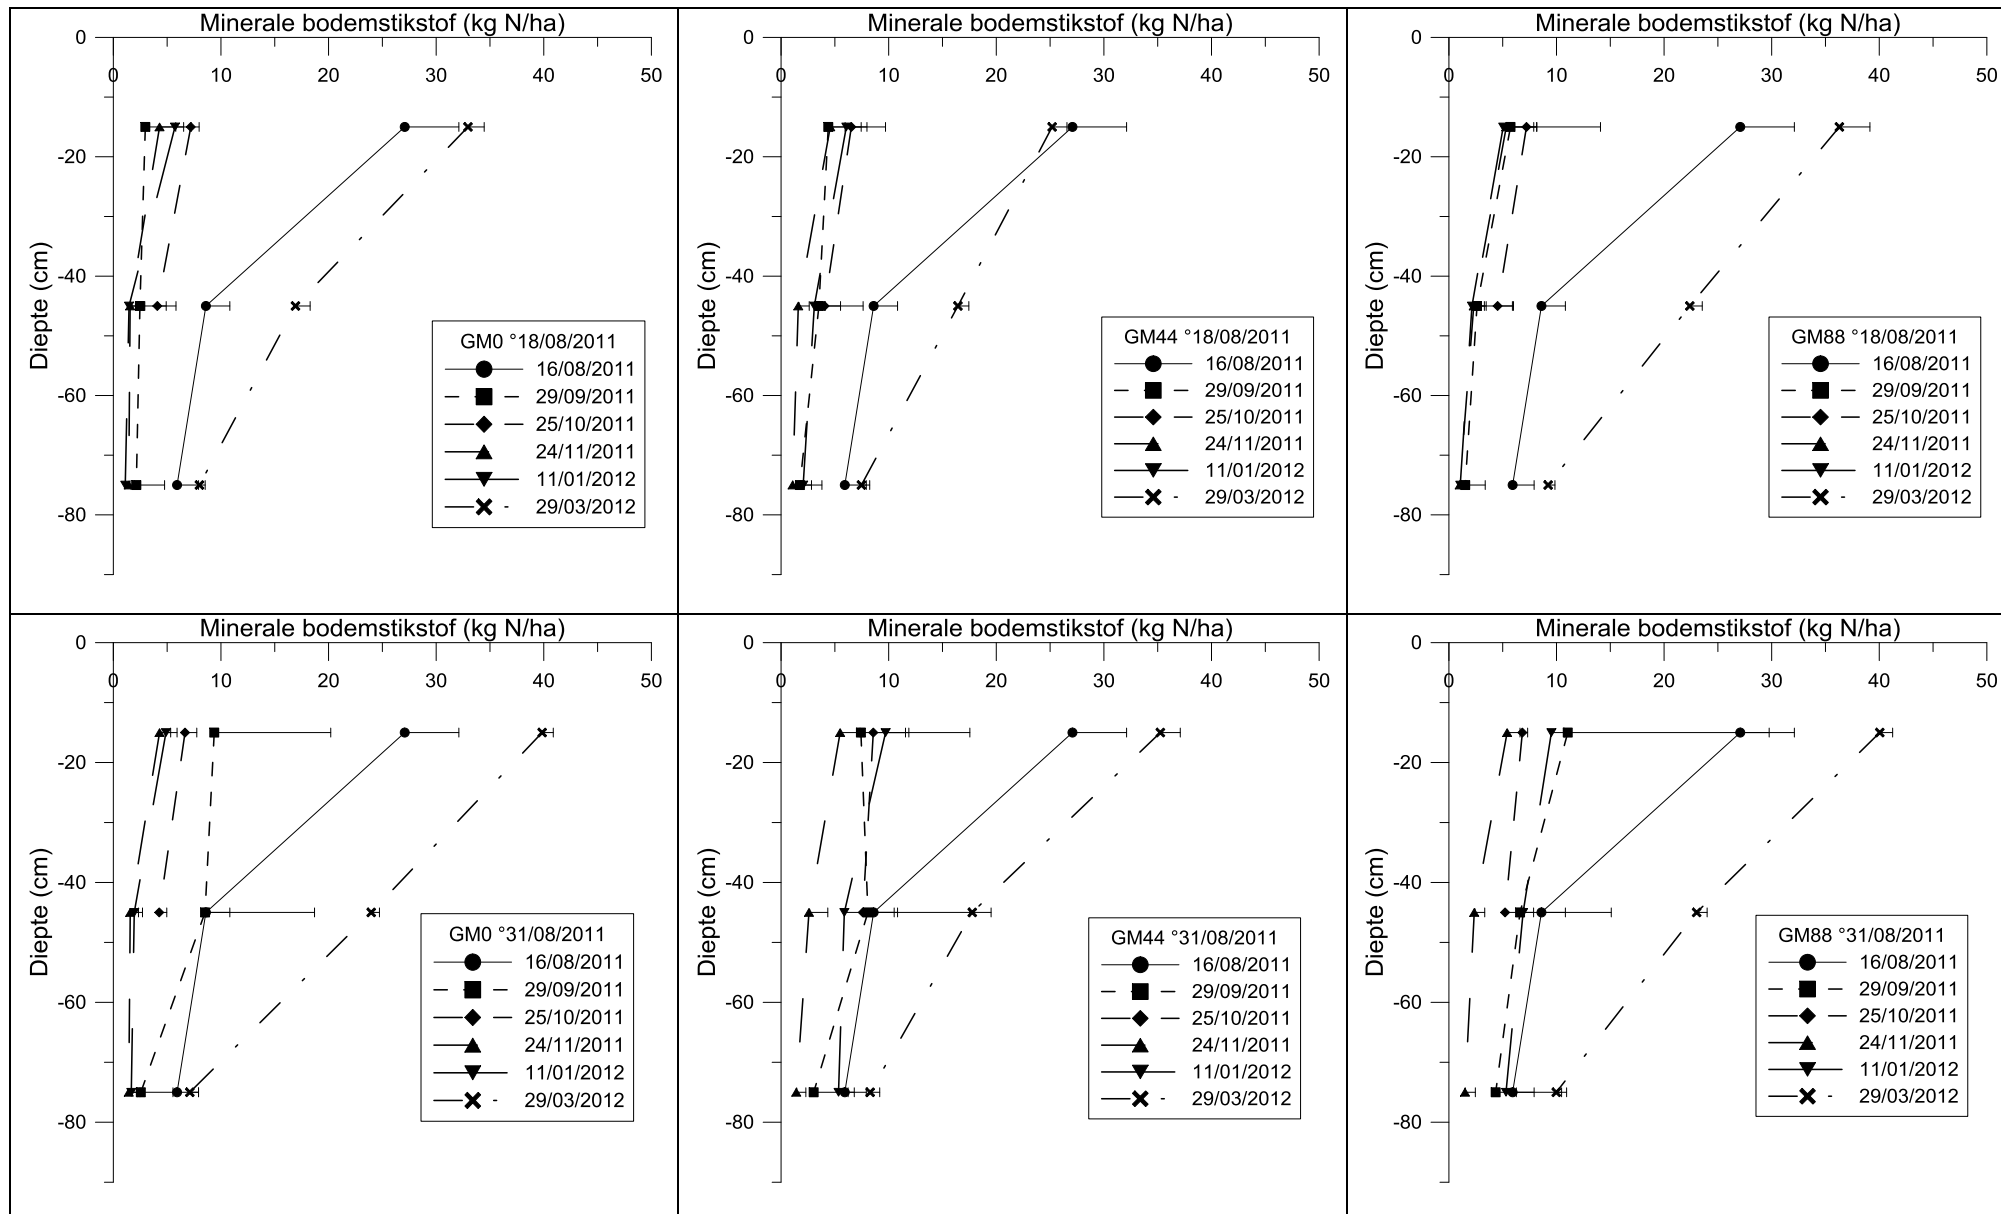 Minerale bodemstikstof (kg N/ha)
0 10 20 30 40 50
0
-20
-40
-60
-80
Diepte (cm)
GM0 °18/08/2011
16/08/2011
29/09/2011
25/10/2011
24/11/2011
11/01/2012
29/03/2012
Minerale bodemstikstof (kg N/ha)
0 10 20 30 40 50
0
-20
-40
-60
-80
Diepte (cm)
GM44 °18/08/2011
16/08/2011
29/09/2011
25/10/2011
24/11/2011
11/01/2012
29/03/2012
Minerale bodemstikstof (kg N/ha)
0 10 20 30 40 50
0
-20
-40
-60
-80
Diepte (cm)
GM88 °18/08/2011
16/08/2011
29/09/2011
25/10/2011
24/11/2011
11/01/2012
29/03/2012
Minerale bodemstikstof (kg N/ha)
0 10 20 30 40 50
0
-20
-40
-60
-80
Diepte (cm)
GM0 °31/08/2011
16/08/2011
29/09/2011
25/10/2011
24/11/2011
11/01/2012
29/03/2012
Minerale bodemstikstof (kg N/ha)
0 10 20 30 40 50
0
-20
-40
-60
-80
Diepte (cm)
GM44 °31/08/2011
16/08/2011
29/09/2011
25/10/2011
24/11/2011
11/01/2012
29/03/2012
Minerale bodemstikstof (kg N/ha)
0 10 20 30 40 50
0
-20
-40
-60
-80
Diepte (cm)
GM88 °31/08/2011
16/08/2011
29/09/2011
25/10/2011
24/11/2011
11/01/2012
29/03/2012